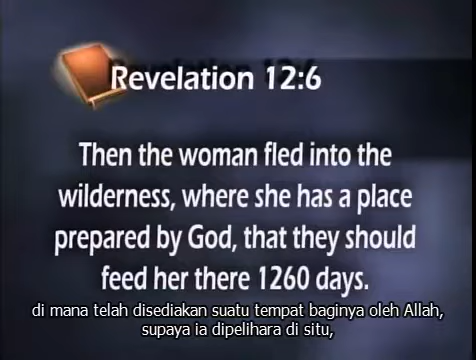 Revelation 12:6
Then the woman fled into the
wilderness, where she has a place
prepared by God, that they should
feed her there 1260 days.
di mana telah disediakan suatu tempat baginya oleh Allah,
supaya ia dipelihara di situ,